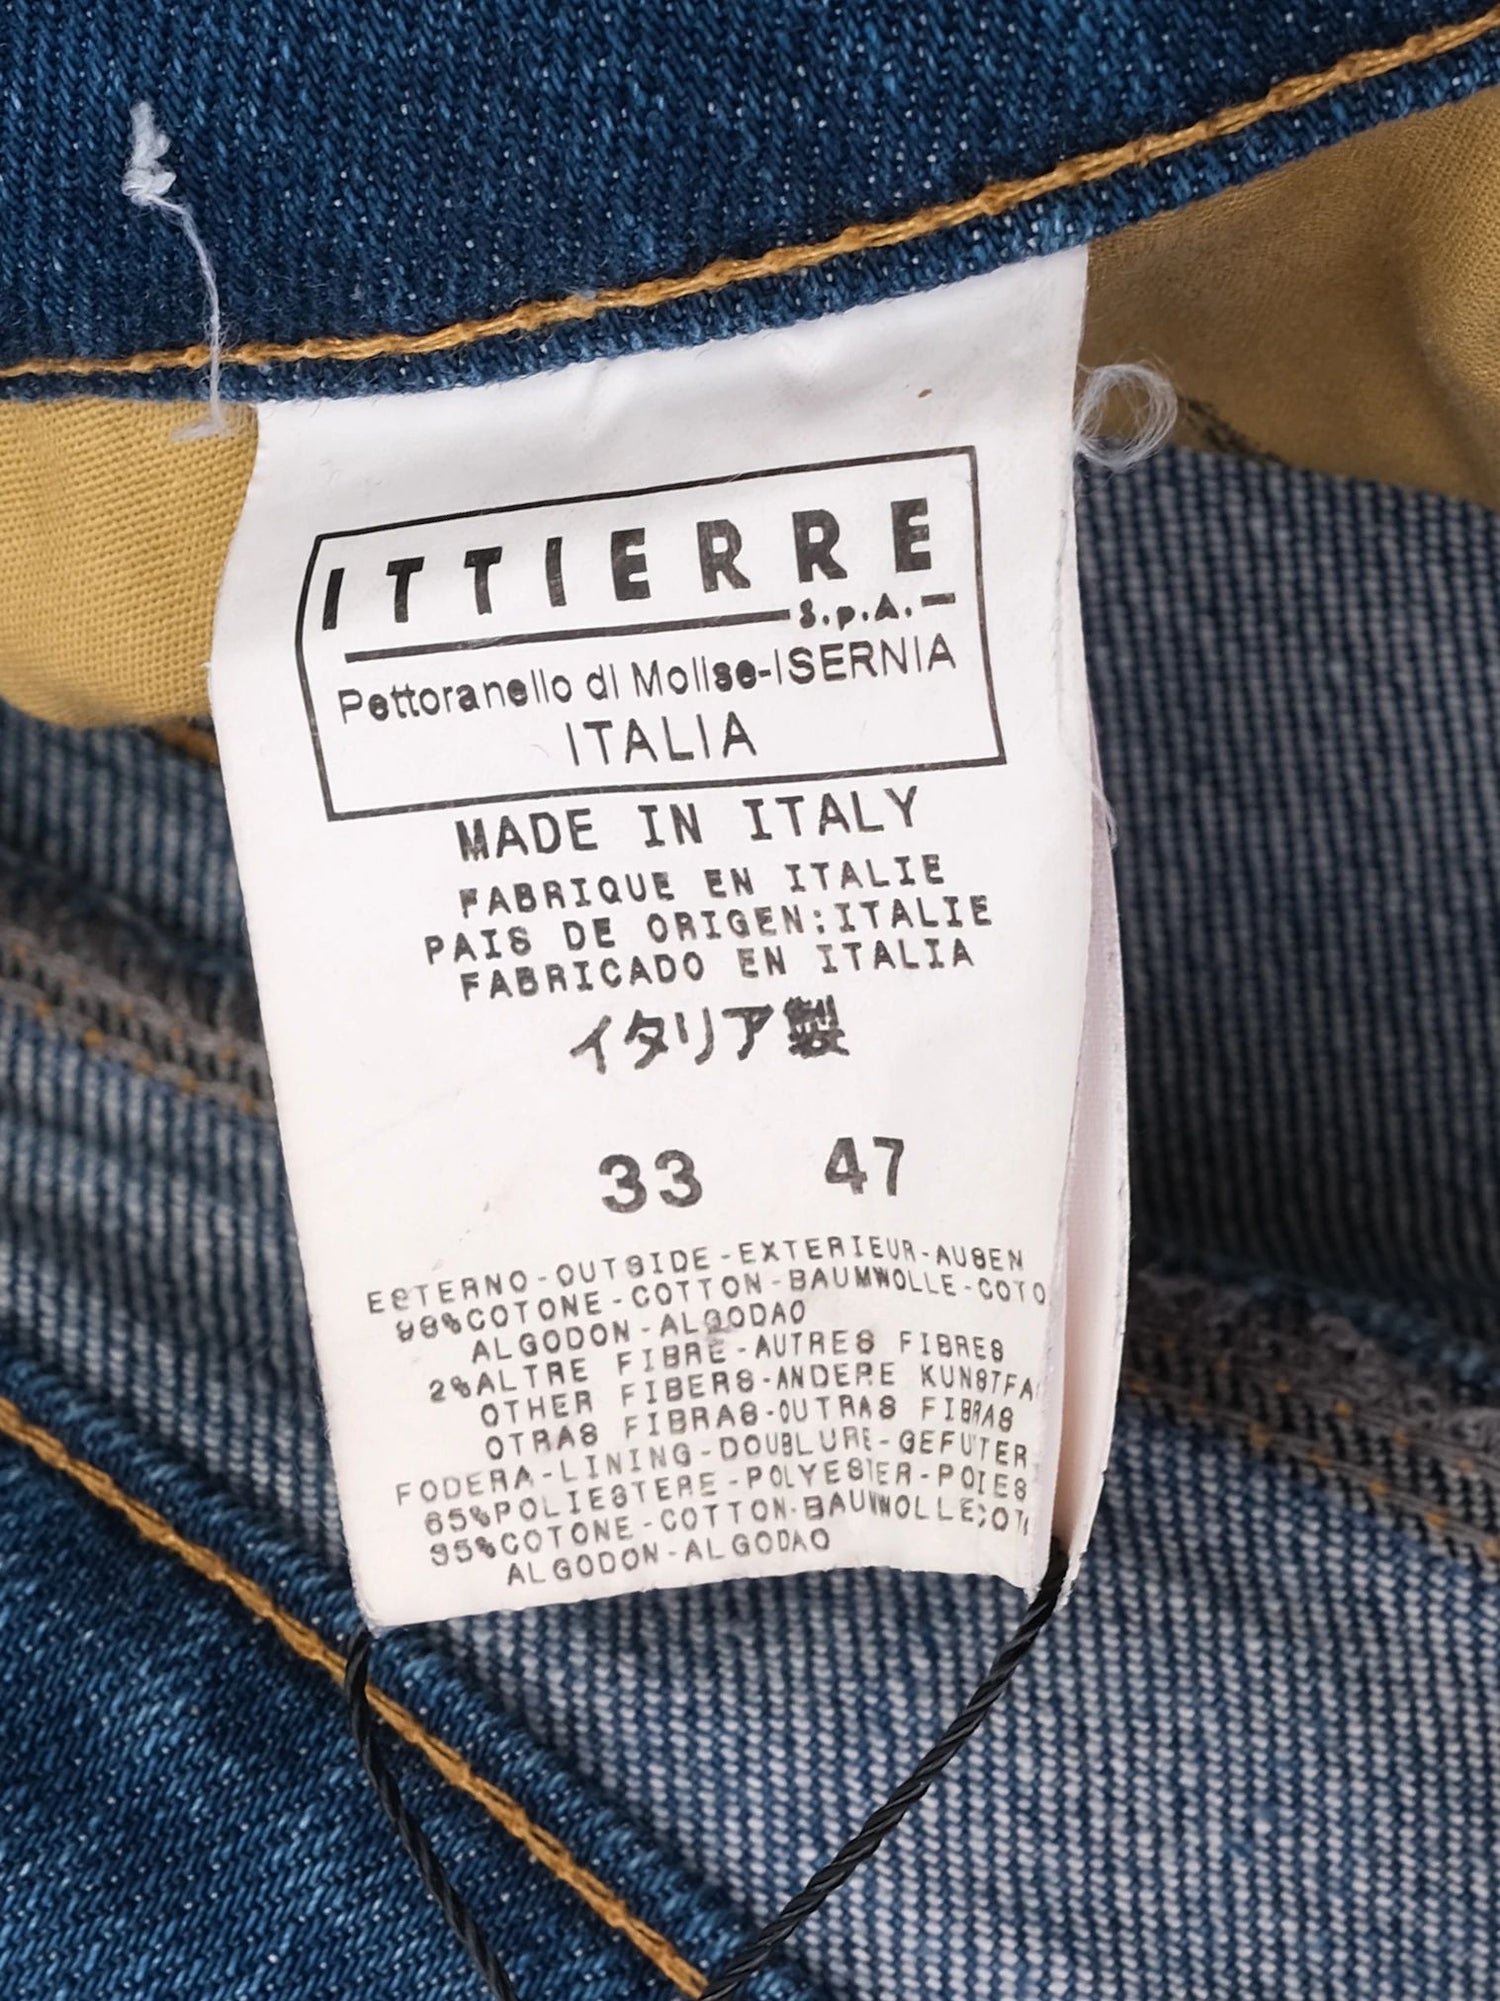 ITTIERRE
S.p.A.
Pettoranello di Molise-ISERNIA
ITALIA
MADE IN ITALY
FABRIQUE EN ITALIE
PAIS DE ORIGEN:ITALIE
FABRICADO EN ITALIA
イタリア製
33 47
ESTERNO-OUTSIDE-EXTERIEUR-AUSEN
98%COTONE-COTTON-BAUMWOLLE-COTO
ALGODON-ALGODAO
2%ALTRE FIBRE-AUTRES FIBRES
OTHER FIBERS-ANDERE KUNSTFA
OTRAS FIBRAS-OUTRAS FIBRAS
FODERA-LINING-DOUBLURE-GEFUTER
65%POLIESTERE-POLYESTER-POIES
35%COTONE-COTTON-BAUMWOLLE
ALGODON-ALGODAO